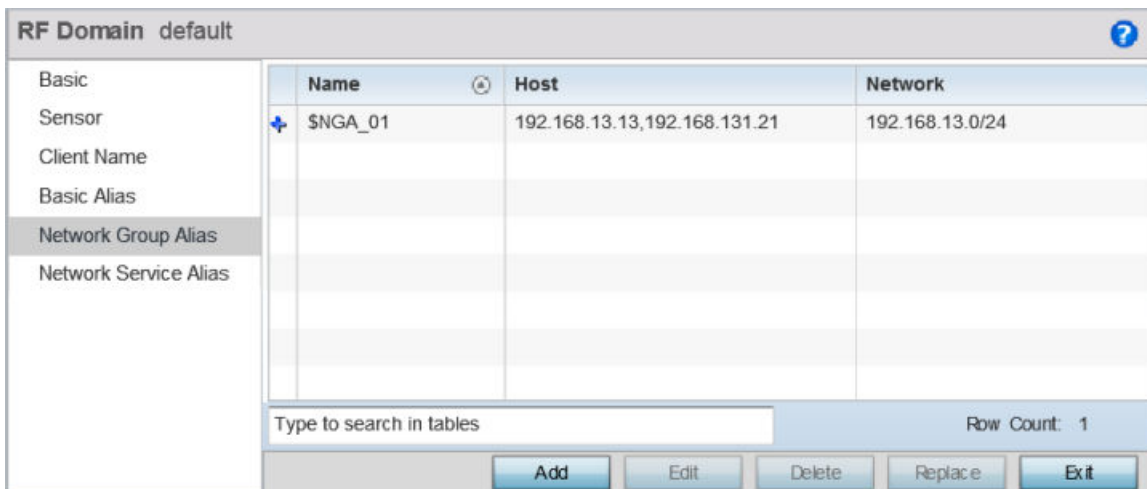 RF Domain default
Basic
Sensor
Client Name
Basic Alias
Network Group Alias
Network Service Alias
Name Host Network
$NGA_01 192.168.13.13,192.168.131.21 192.168.13.0/24
Type to search in tables Row Count: 1
Add Edit Delete Replace Exit